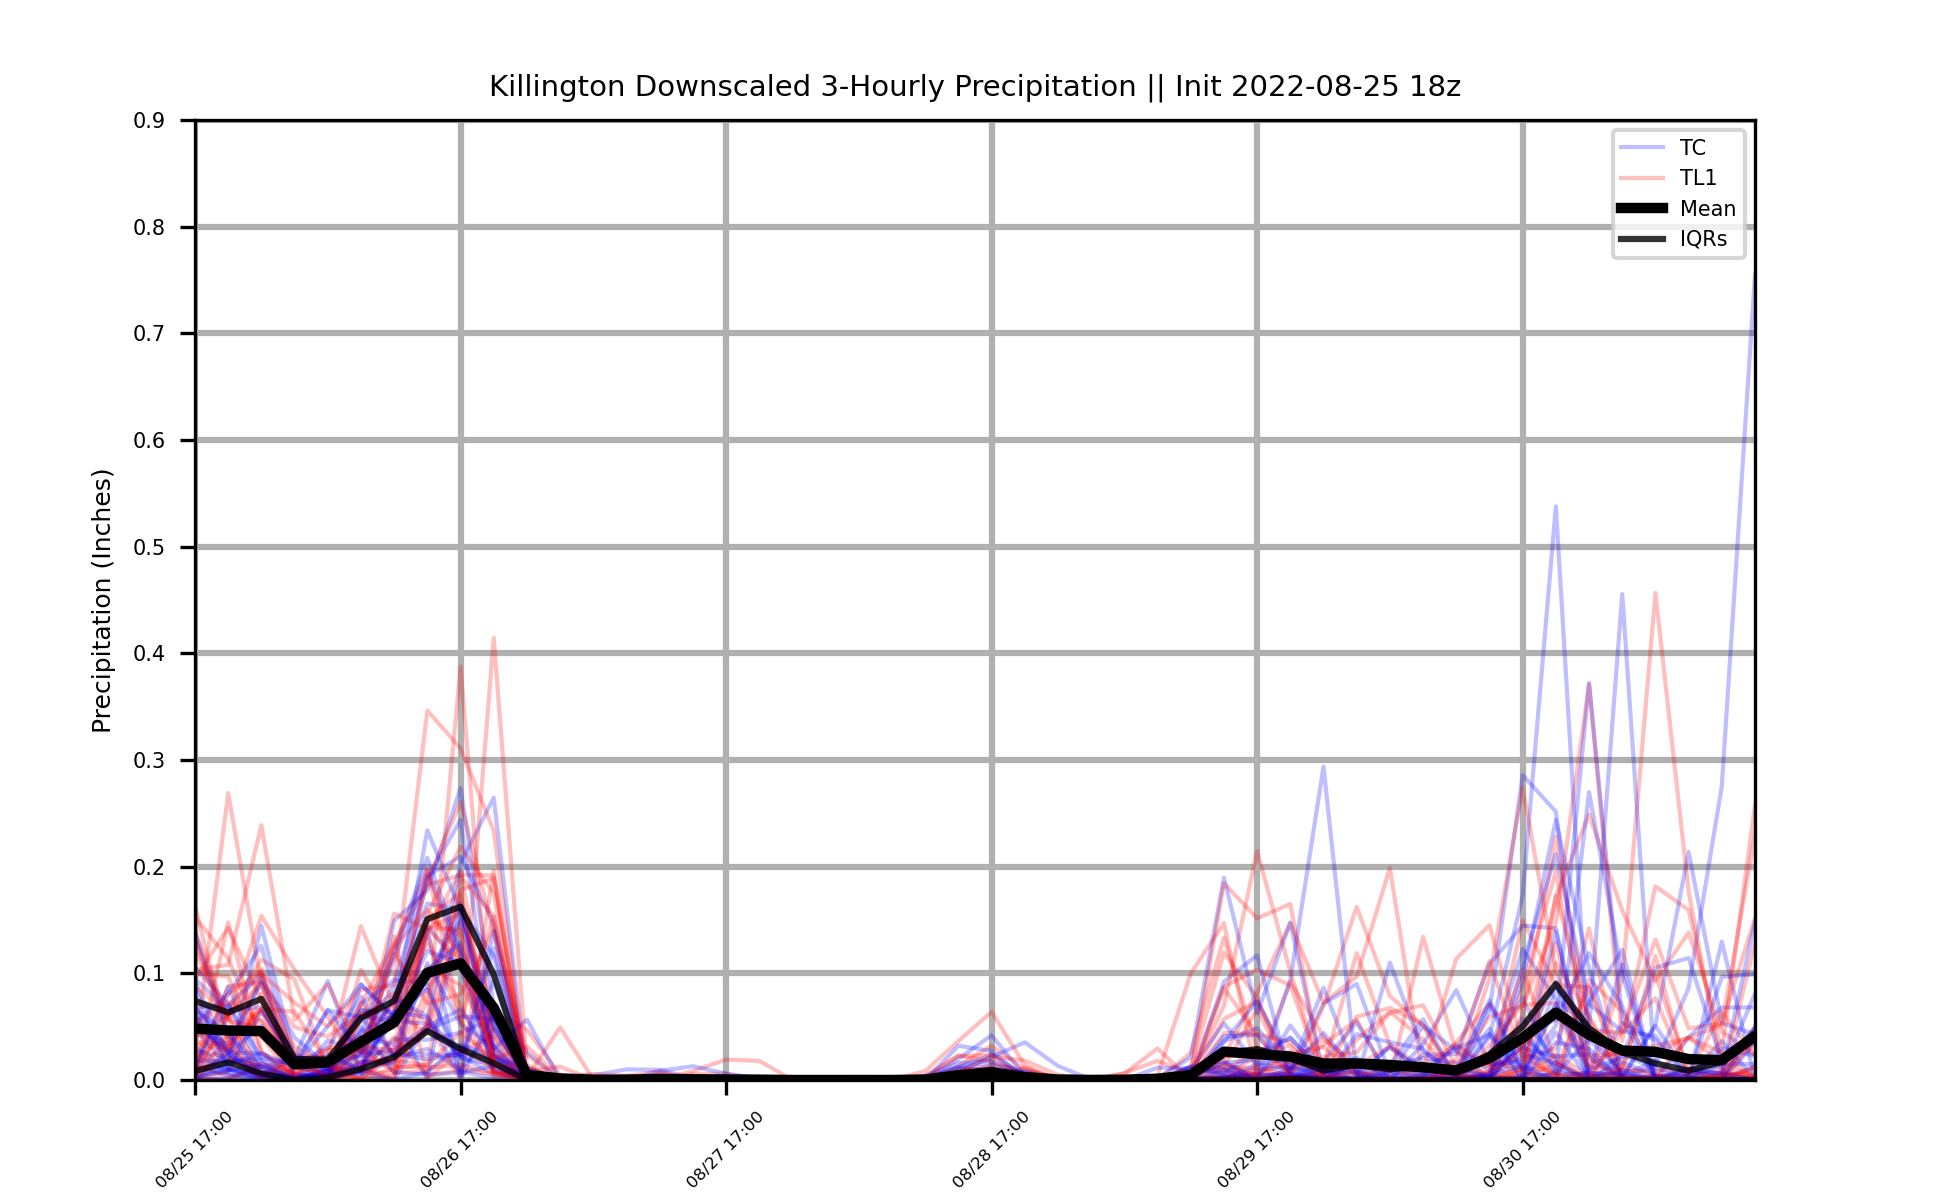 Killington Downscaled 3-Hourly Precipitation || Init 2022-08-25 18z
TC
TL1
Mean
IQRs
Precipitation (Inches)
0.9
0.8
0.7
0.6
0.5
0.4
0.3
0.2
0.1
0.0
08/25 17:00
08/26 17:00
08/27 17:00
08/28 17:00
08/29 17:00
08/30 17:00